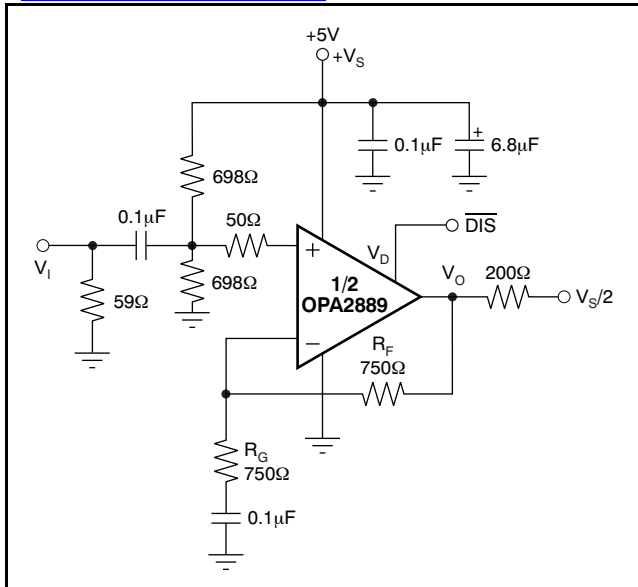 +5V
+V_S
0.1μF
6.8μF
698Ω
0.1μF
50Ω
V_I
59Ω
698Ω
+
1/2
OPA2889
−
V_D
DIS
V_O
200Ω
V_S/2
R_F
750Ω
R_G
750Ω
0.1μF